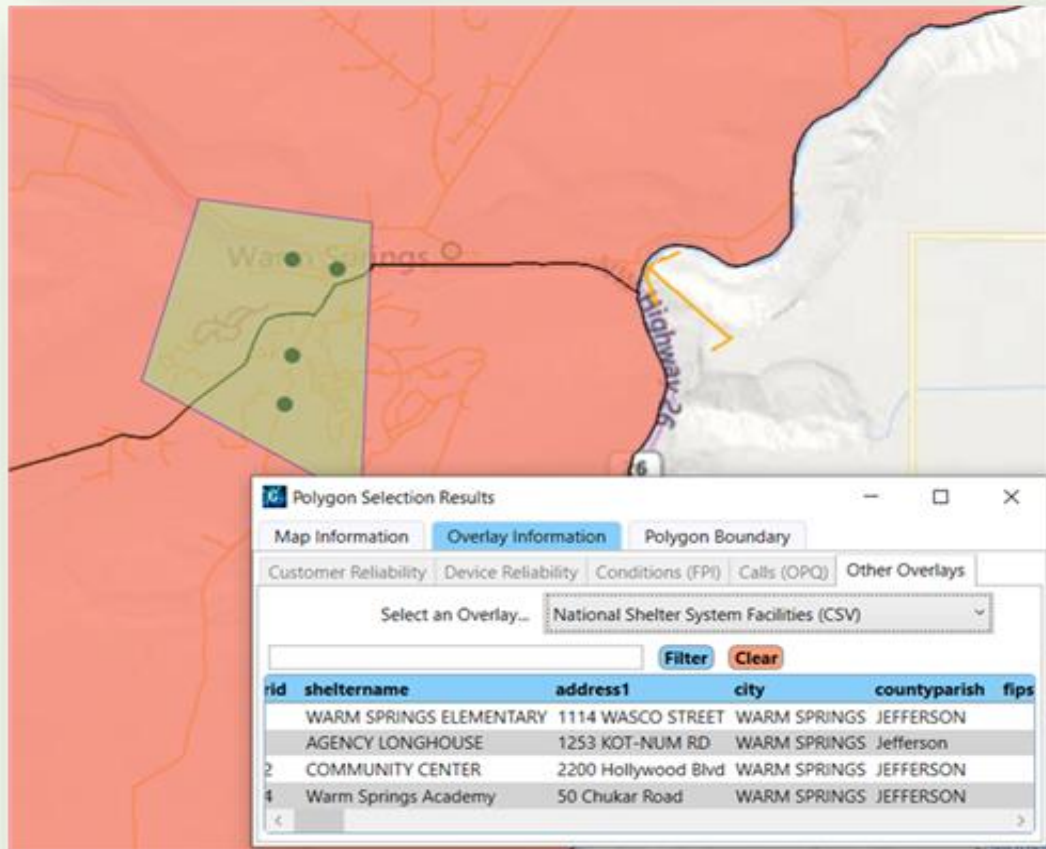 Warm Springs
Highway 26
6
Polygon Selection Results
Map Information Overlay Information Polygon Boundary
Customer Reliability Device Reliability Conditions (FPI) Calls (OPQ) Other Overlays
Select an Overlay... National Shelter System Facilities (CSV)
Filter Clear
rid sheltername address1 city countyparish fips
WARM SPRINGS ELEMENTARY 1114 WASCO STREET WARM SPRINGS JEFFERSON
AGENCY LONGHOUSE 1253 KOT-NUM RD WARM SPRINGS Jefferson
2 COMMUNITY CENTER 2200 Hollywood Blvd WARM SPRINGS JEFFERSON
4 Warm Springs Academy 50 Chukar Road WARM SPRINGS JEFFERSON